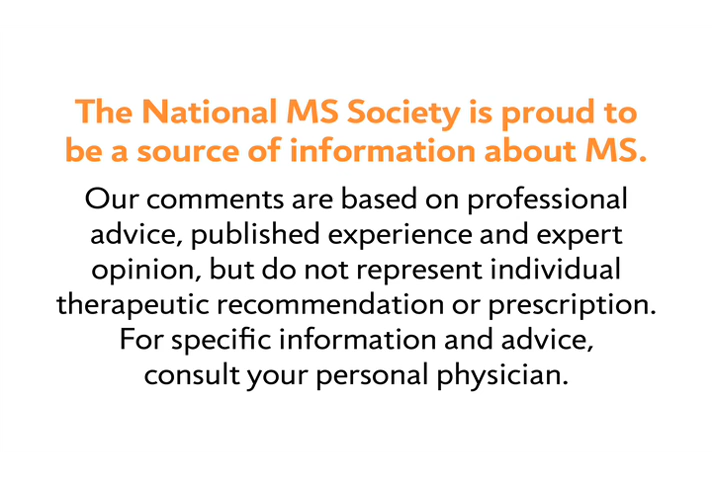 The National MS Society is proud to
be a source of information about MS.
Our comments are based on professional
advice, published experience and expert
opinion, but do not represent individual
therapeutic recommendation or prescription.
For specific information and advice,
consult your personal physician.